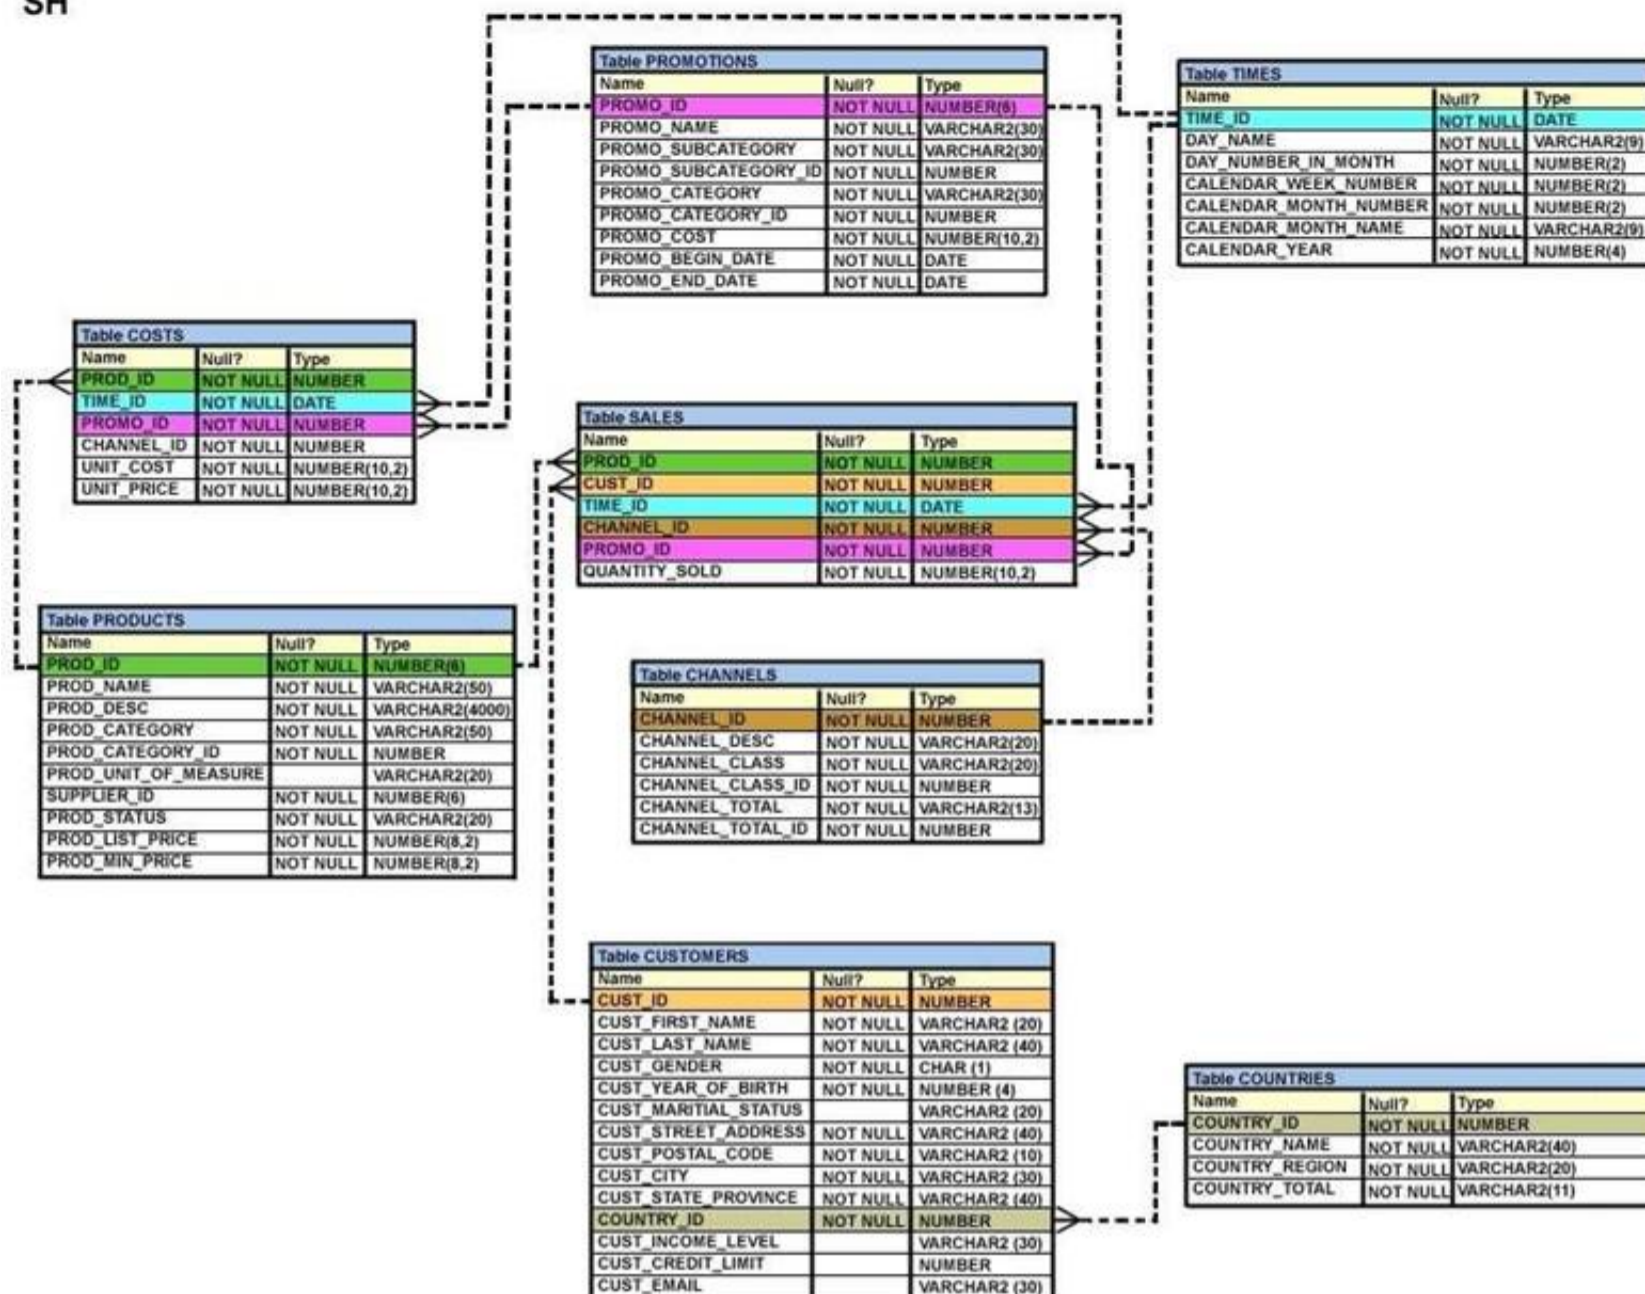 SH
Table PROMOTIONS
Name Null? Type
PROMO_ID NOT NULL NUMBER(6)
PROMO_NAME NOT NULL VARCHAR2(30)
PROMO_SUBCATEGORY NOT NULL VARCHAR2(30)
PROMO_SUBCATEGORY_ID NOT NULL NUMBER
PROMO_CATEGORY NOT NULL VARCHAR2(30)
PROMO_CATEGORY_ID NOT NULL NUMBER
PROMO_COST NOT NULL NUMBER(10,2)
PROMO_BEGIN_DATE NOT NULL DATE
PROMO_END_DATE NOT NULL DATE
Table TIMES
Name Null? Type
TIME_ID NOT NULL DATE
DAY_NAME NOT NULL VARCHAR2(9)
DAY_NUMBER_IN_MONTH NOT NULL NUMBER(2)
CALENDAR_WEEK_NUMBER NOT NULL NUMBER(2)
CALENDAR_MONTH_NUMBER NOT NULL NUMBER(2)
CALENDAR_MONTH_NAME NOT NULL VARCHAR2(9)
CALENDAR_YEAR NOT NULL NUMBER(4)
Table COSTS
Name Null? Type
PROD_ID NOT NULL NUMBER
TIME_ID NOT NULL DATE
PROMO_ID NOT NULL NUMBER
CHANNEL_ID NOT NULL NUMBER
UNIT_COST NOT NULL NUMBER(10,2)
UNIT_PRICE NOT NULL NUMBER(10,2)
Table SALES
Name Null? Type
PROD_ID NOT NULL NUMBER
CUST_ID NOT NULL NUMBER
TIME_ID NOT NULL DATE
CHANNEL_ID NOT NULL NUMBER
PROMO_ID NOT NULL NUMBER
QUANTITY_SOLD NOT NULL NUMBER(10,2)
Table PRODUCTS
Name Null? Type
PROD_ID NOT NULL NUMBER(6)
PROD_NAME NOT NULL VARCHAR2(50)
PROD_DESC NOT NULL VARCHAR2(4000)
PROD_CATEGORY NOT NULL VARCHAR2(50)
PROD_CATEGORY_ID NOT NULL NUMBER
PROD_UNIT_OF_MEASURE VARCHAR2(20)
SUPPLIER_ID NOT NULL NUMBER(6)
PROD_STATUS NOT NULL VARCHAR2(20)
PROD_LIST_PRICE NOT NULL NUMBER(8,2)
PROD_MIN_PRICE NOT NULL NUMBER(8,2)
Table CHANNELS
Name Null? Type
CHANNEL_ID NOT NULL NUMBER
CHANNEL_DESC NOT NULL VARCHAR2(20)
CHANNEL_CLASS NOT NULL VARCHAR2(20)
CHANNEL_CLASS_ID NOT NULL NUMBER
CHANNEL_TOTAL NOT NULL VARCHAR2(13)
CHANNEL_TOTAL_ID NOT NULL NUMBER
Table CUSTOMERS
Name Null? Type
CUST_ID NOT NULL NUMBER
CUST_FIRST_NAME NOT NULL VARCHAR2 (20)
CUST_LAST_NAME NOT NULL VARCHAR2 (40)
CUST_GENDER NOT NULL CHAR (1)
CUST_YEAR_OF_BIRTH NOT NULL NUMBER (4)
CUST_MARITIAL_STATUS VARCHAR2 (20)
CUST_STREET_ADDRESS NOT NULL VARCHAR2 (40)
CUST_POSTAL_CODE NOT NULL VARCHAR2 (10)
CUST_CITY NOT NULL VARCHAR2 (30)
CUST_STATE_PROVINCE NOT NULL VARCHAR2 (40)
COUNTRY_ID NOT NULL NUMBER
CUST_INCOME_LEVEL VARCHAR2 (30)
CUST_CREDIT_LIMIT NUMBER
CUST_EMAIL VARCHAR2 (30)
Table COUNTRIES
Name Null? Type
COUNTRY_ID NOT NULL NUMBER
COUNTRY_NAME NOT NULL VARCHAR2(40)
COUNTRY_REGION NOT NULL VARCHAR2(20)
COUNTRY_TOTAL NOT NULL VARCHAR2(11)